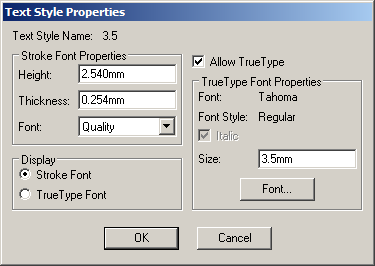 Text Style Properties
Text Style Name: 3.5
Stroke Font Properties
Height: 2.540mm
Thickness: 0.254mm
Font: Quality
Display
Stroke Font
TrueType Font
Allow TrueType
TrueType Font Properties
Font: Tahoma
Font Style: Regular
Italic
Size: 3.5mm
Font...
OK
Cancel